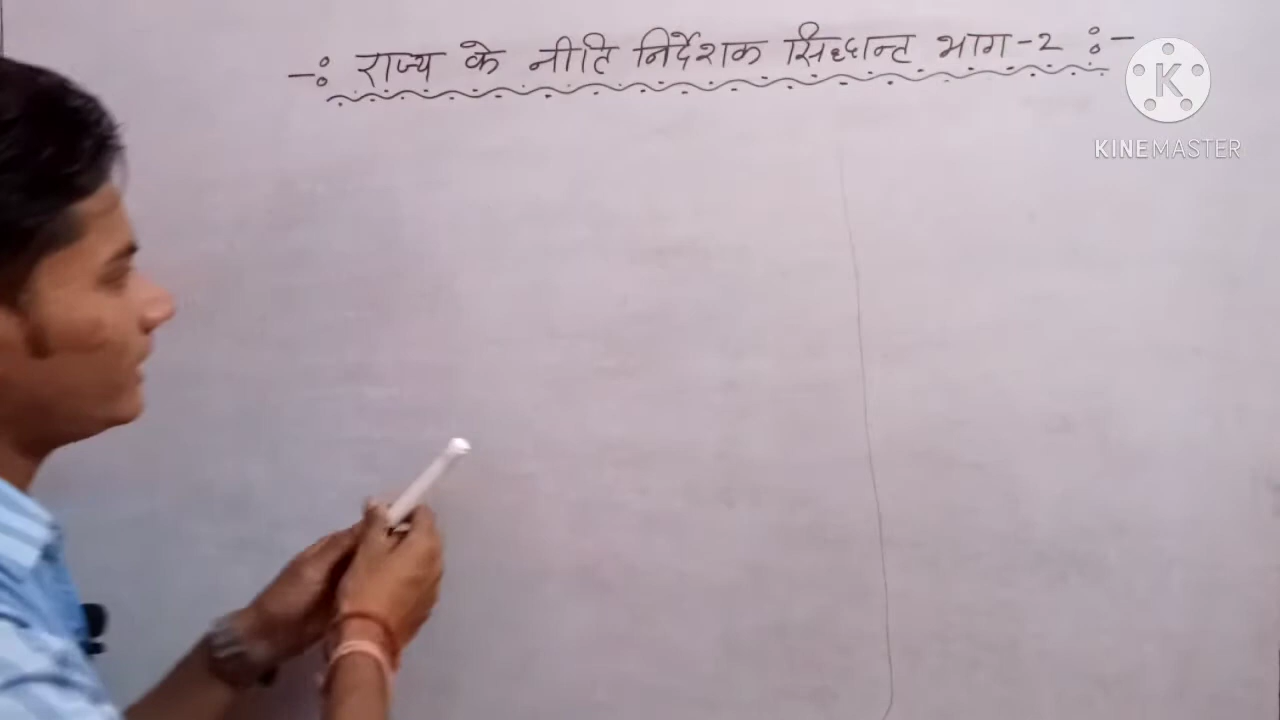 -: राज्य के नीति निर्देशक सिध्दान्ट भाग-2 :-
K
KINEMASTER